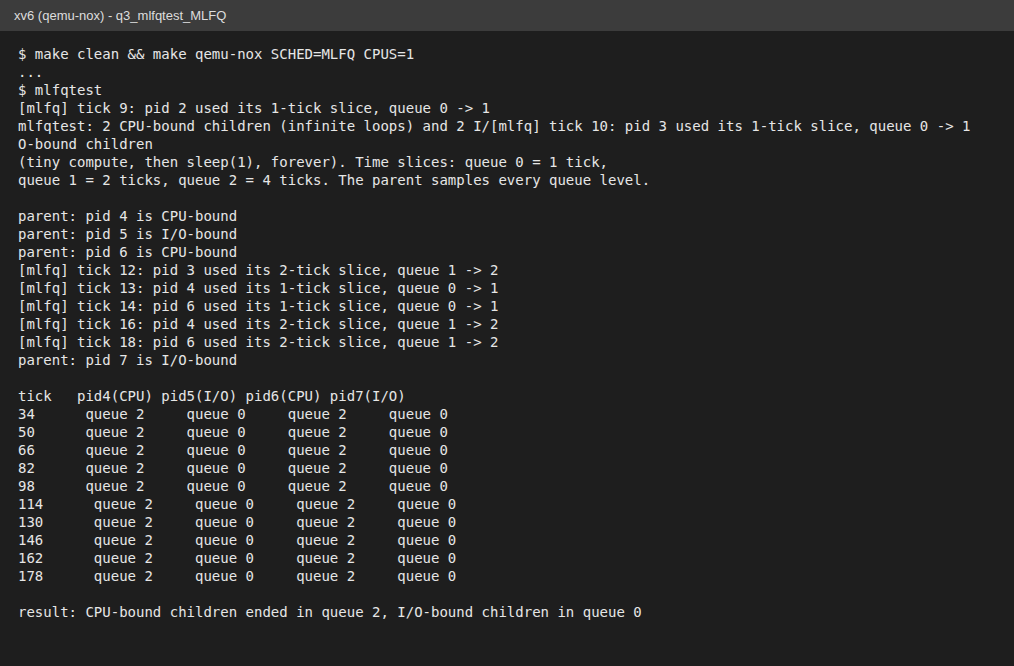 xv6 (qemu-nox) - q3_mlfqtest_MLFQ
$ make clean && make qemu-nox SCHED=MLFQ CPUS=1
...
$ mlfqtest
[mlfq] tick 9: pid 2 used its 1-tick slice, queue 0 -> 1
mlfqtest: 2 CPU-bound children (infinite loops) and 2 I/[mlfq] tick 10: pid 3 used its 1-tick slice, queue 0 -> 1
O-bound children
(tiny compute, then sleep(1), forever). Time slices: queue 0 = 1 tick,
queue 1 = 2 ticks, queue 2 = 4 ticks. The parent samples every queue level.

parent: pid 4 is CPU-bound
parent: pid 5 is I/O-bound
parent: pid 6 is CPU-bound
[mlfq] tick 12: pid 3 used its 2-tick slice, queue 1 -> 2
[mlfq] tick 13: pid 4 used its 1-tick slice, queue 0 -> 1
[mlfq] tick 14: pid 6 used its 1-tick slice, queue 0 -> 1
[mlfq] tick 16: pid 4 used its 2-tick slice, queue 1 -> 2
[mlfq] tick 18: pid 6 used its 2-tick slice, queue 1 -> 2
parent: pid 7 is I/O-bound

tick   pid4(CPU) pid5(I/O) pid6(CPU) pid7(I/O)
34      queue 2     queue 0     queue 2     queue 0
50      queue 2     queue 0     queue 2     queue 0
66      queue 2     queue 0     queue 2     queue 0
82      queue 2     queue 0     queue 2     queue 0
98      queue 2     queue 0     queue 2     queue 0
114      queue 2     queue 0     queue 2     queue 0
130      queue 2     queue 0     queue 2     queue 0
146      queue 2     queue 0     queue 2     queue 0
162      queue 2     queue 0     queue 2     queue 0
178      queue 2     queue 0     queue 2     queue 0

result: CPU-bound children ended in queue 2, I/O-bound children in queue 0